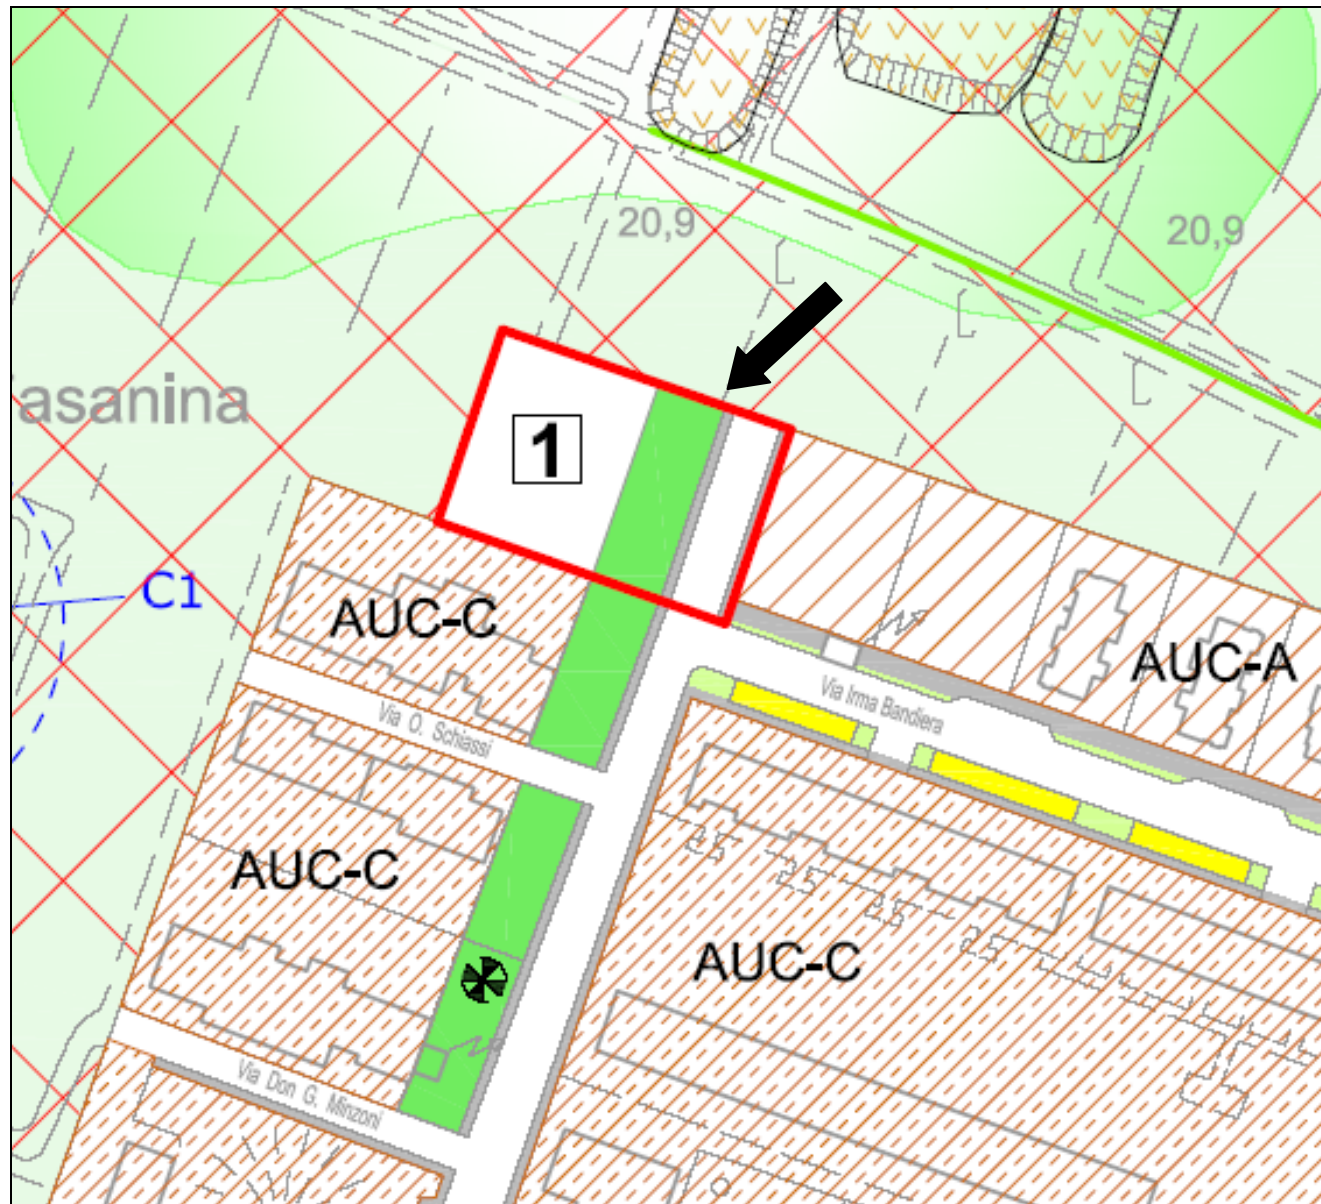 20,9
20,9
asanina
1
C1
AUC-C
AUC-A
Via Irma Bandiera
Via O. Schiassi
AUC-C
AUC-C
Via Don G. Minzoni